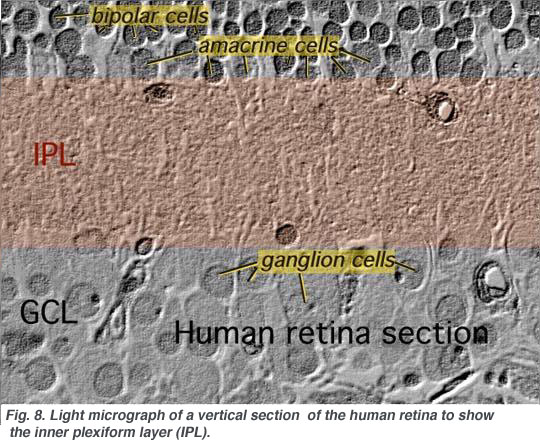 bipolar cells
amacrine cells
IPL
ganglion cells
GCL
Human retina section
Fig. 8. Light micrograph of a vertical section of the human retina to show
the inner plexiform layer (IPL).